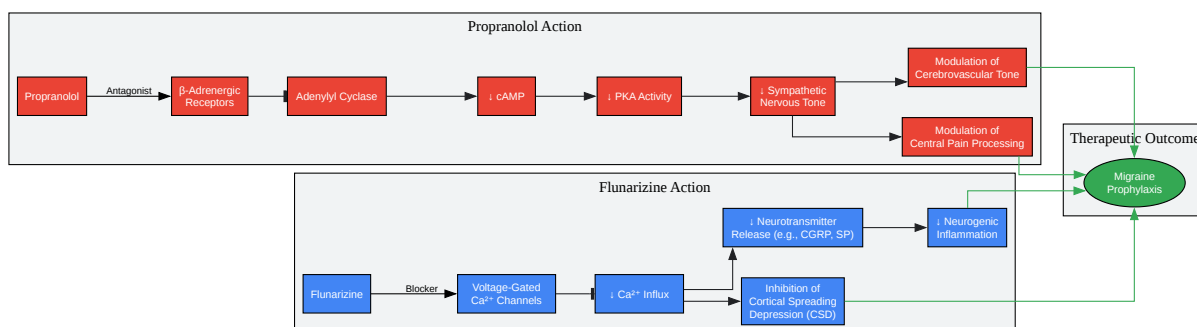 Propranolol Action
Propranolol
Antagonist
β-Adrenergic
Receptors
Adenylyl Cyclase
↓ cAMP
↓ PKA Activity
↓ Sympathetic
Nervous Tone
Modulation of
Cerebrovascular Tone
Modulation of
Central Pain Processing
Therapeutic Outcome
Migraine
Prophylaxis
Flunarizine Action
Flunarizine
Blocker
Voltage-Gated
Ca²⁺ Channels
↓ Ca²⁺ Influx
↓ Neurotransmitter
Release (e.g., CGRP, SP)
↓ Neurogenic
Inflammation
Inhibition of
Cortical Spreading
Depression (CSD)